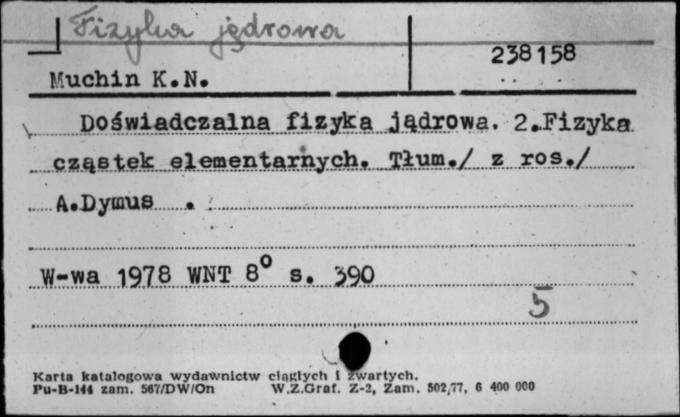 Fizyka jądrowa
238158
Muchin K.N.
Doświadczalna fizyka jądrowa. 2.Fizyka
cząstek elementarnych. Tłum./ z ros./
A.Dymus .
W-wa 1978 WNT 8° s. 390
5
Karta katalogowa wydawnictw ciągłych i zwartych.
Pu-B-144 zam. 567/DW/On W.Z.Graf. Z-2, Zam. 502/77, 6 400 000